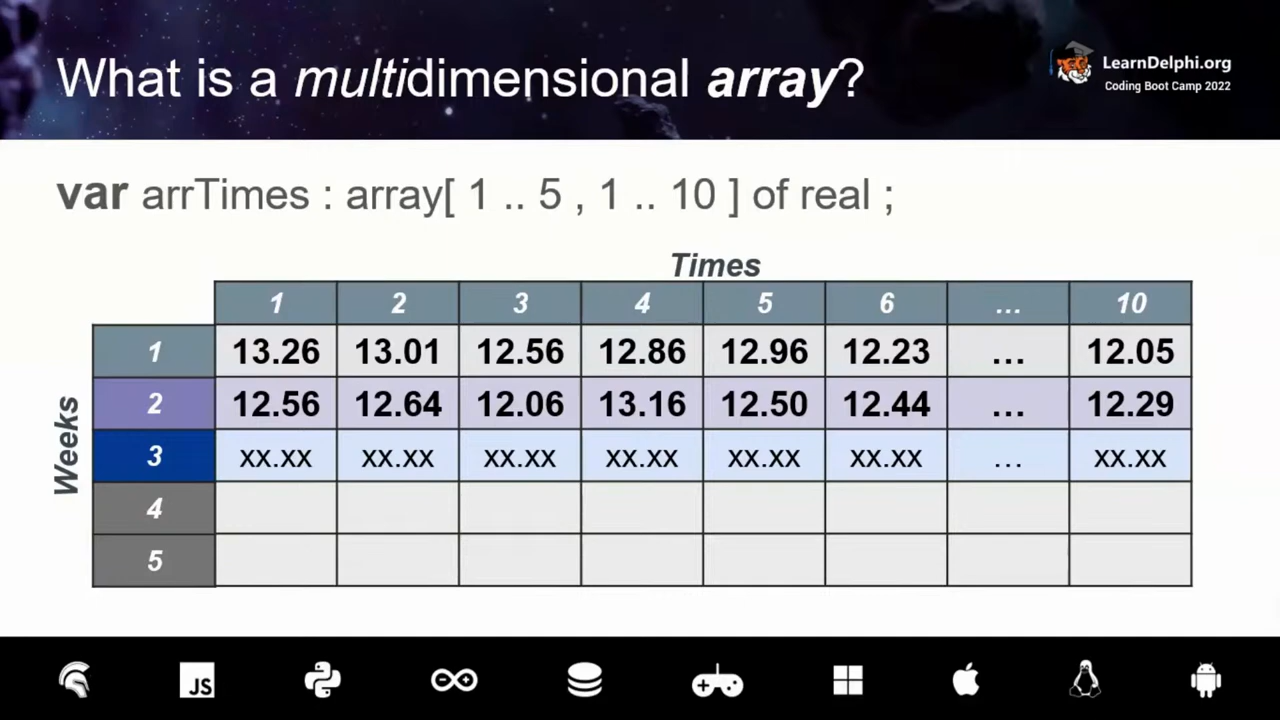 What is a multidimensional array?
LearnDelphi.org
Coding Boot Camp 2022
var arrTimes : array[ 1 .. 5 , 1 .. 10 ] of real ;
Times
1 2 3 4 5 6 ... 10
Weeks
1 13.26 13.01 12.56 12.86 12.96 12.23 ... 12.05
2 12.56 12.64 12.06 13.16 12.50 12.44 ... 12.29
3 xx.xx xx.xx xx.xx xx.xx xx.xx xx.xx ... xx.xx
4
5
JS